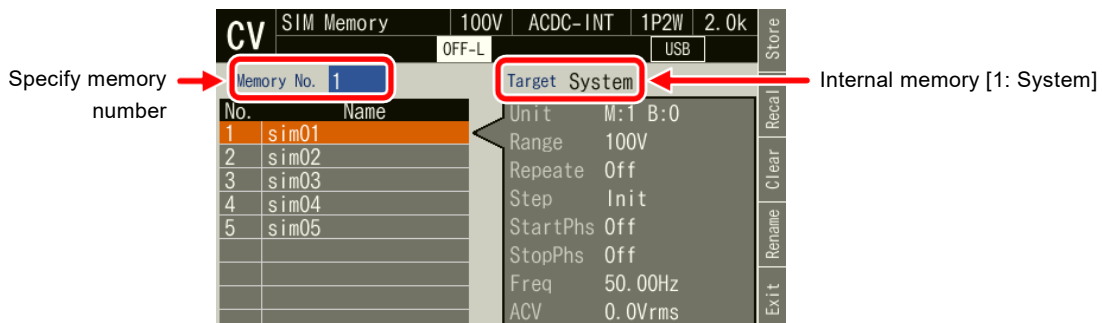 CV SIM Memory 100V ACDC-INT 1P2W 2.0k
OFF-L USB
Specify memory
number
Memory No. 1
Target System
Internal memory [1: System]
No. Name
1 sim01
2 sim02
3 sim03
4 sim04
5 sim05
Unit M:1 B:0
Range 100V
Repeate Off
Step Init
StartPhs Off
StopPhs Off
Freq 50.00Hz
ACV 0.0Vrms
Store
Recal
Clear
Rename
Exit